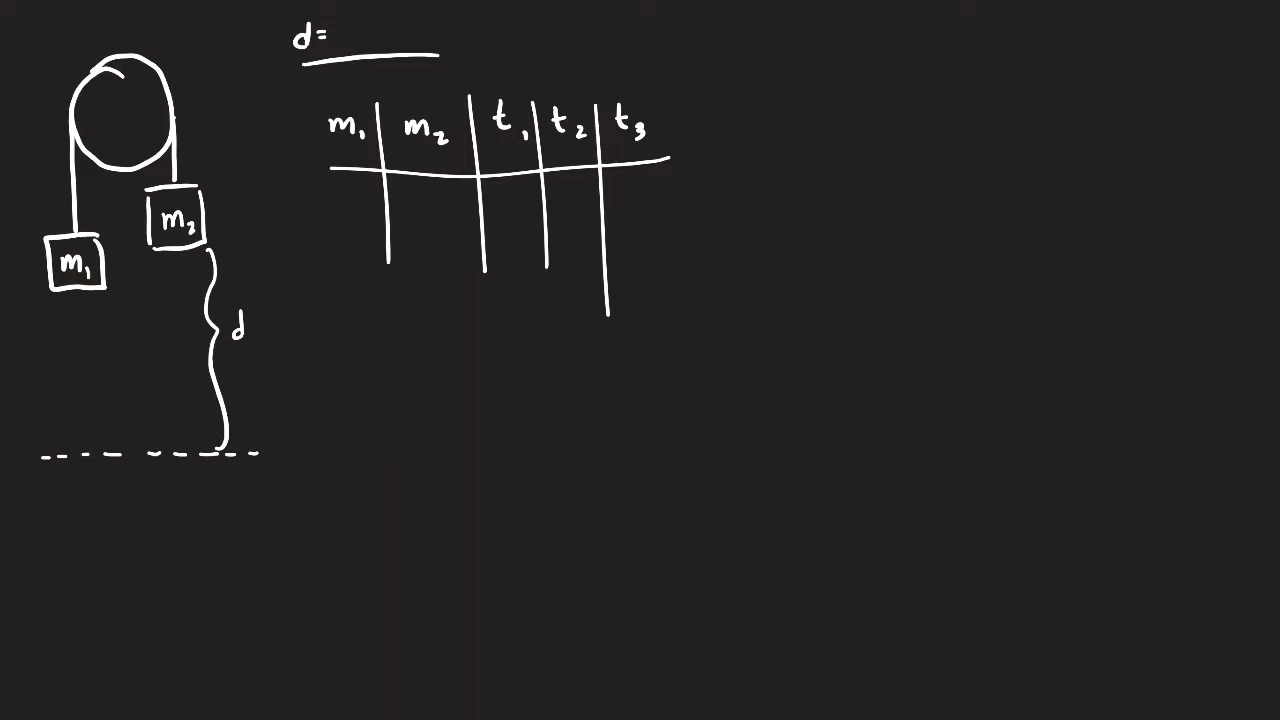 d=
m₁ m₂ t₁ t₂ t₃
m₂
m₁
d